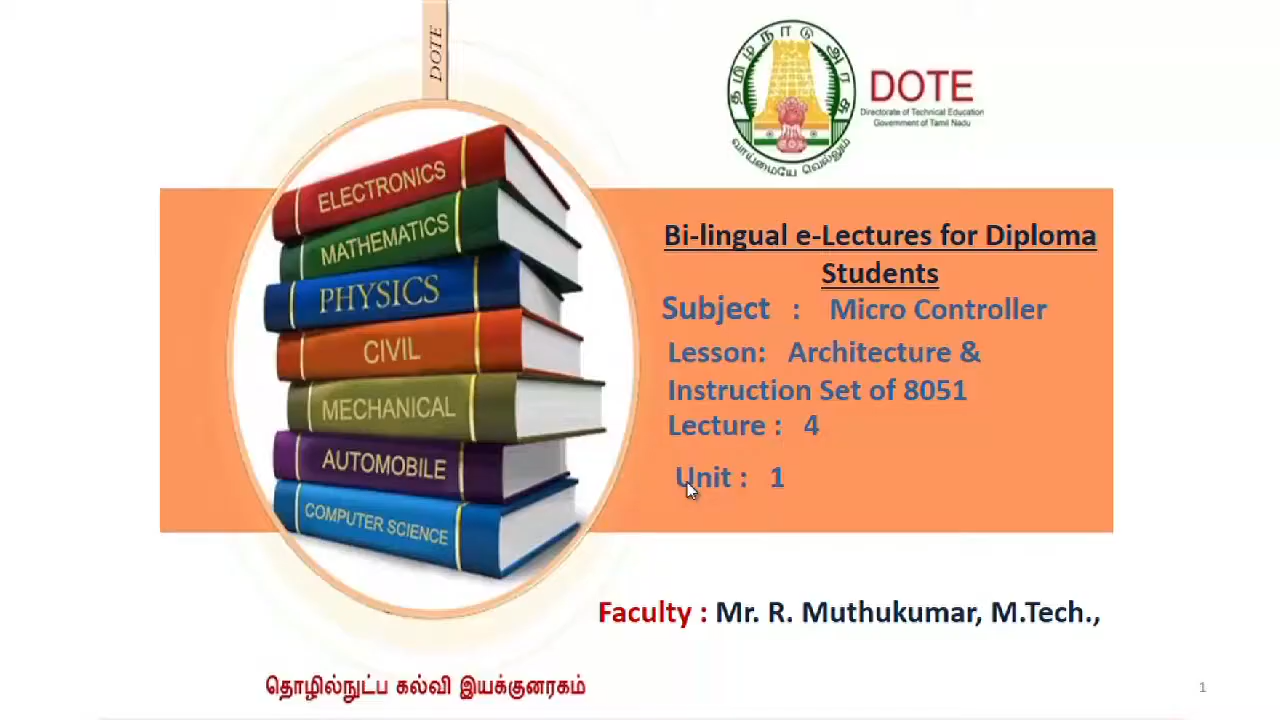 DOTE
தமிழ்நாடு அரசு
வாய்மையே வெல்லும்
DOTE
Directorate of Technical Education
Government of Tamil Nadu
ELECTRONICS
MATHEMATICS
PHYSICS
CIVIL
MECHANICAL
AUTOMOBILE
COMPUTER SCIENCE
Bi-lingual e-Lectures for Diploma
Students
Subject : Micro Controller
Lesson: Architecture &
Instruction Set of 8051
Lecture : 4
Unit : 1
Faculty : Mr. R. Muthukumar, M.Tech.,
தொழில்நுட்ப கல்வி இயக்குனரகம்
1